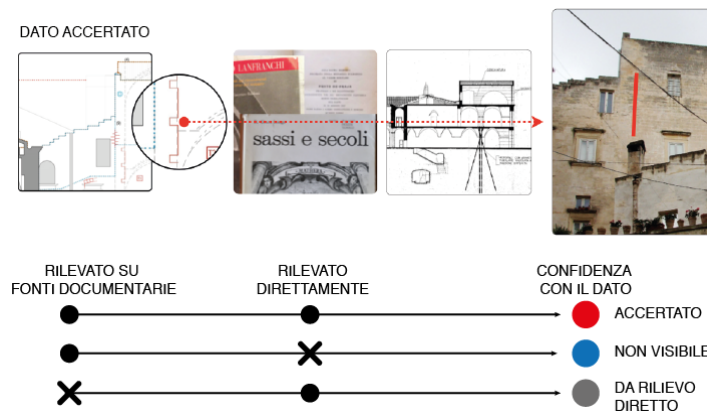 DATO ACCERTATO
LANFRANCHI
sassi e secoli
RILEVATO SU
FONTI DOCUMENTARIE
RILEVATO
DIRETTAMENTE
CONFIDENZA
CON IL DATO
ACCERTATO
NON VISIBILE
DA RILIEVO
DIRETTO